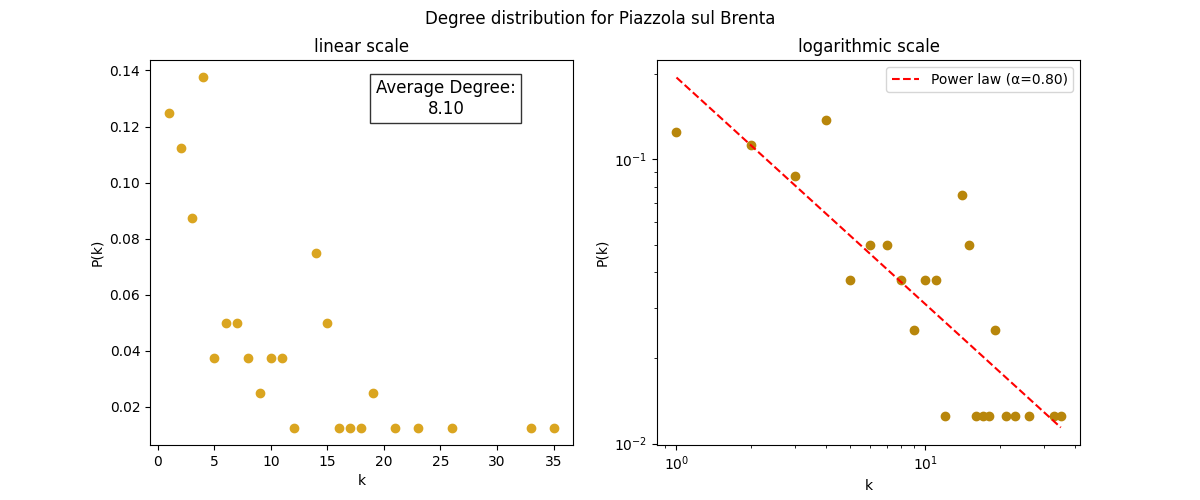 Degree distribution for Piazzola sul Brenta
linear scale
Average Degree:
8.10
P(k)
0.14
0.12
0.10
0.08
0.06
0.04
0.02
0 5 10 15 20 25 30 35
k
logarithmic scale
Power law (α=0.80)
P(k)
10⁻¹
10⁻²
10⁰ 10¹
k